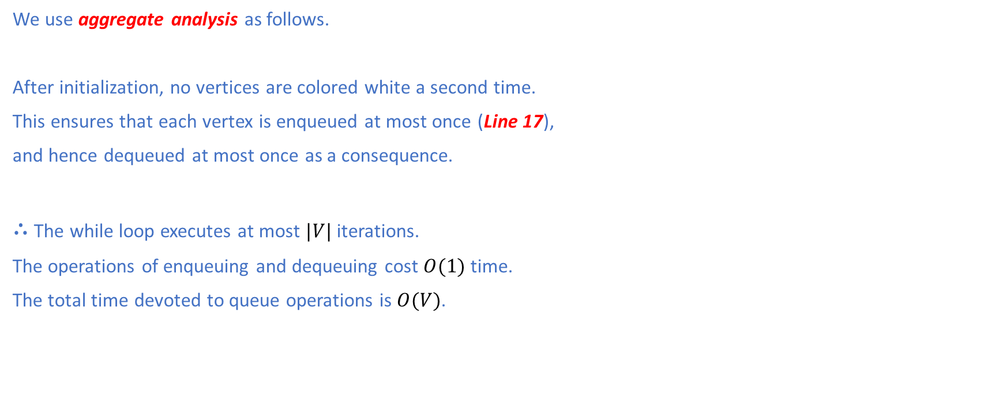 We use aggregate analysis as follows.
After initialization, no vertices are colored white a second time.
This ensures that each vertex is enqueued at most once (Line 17),
and hence dequeued at most once as a consequence.
∴ The while loop executes at most |𝑉| iterations.
The operations of enqueuing and dequeuing cost 𝑂(1) time.
The total time devoted to queue operations is 𝑂(𝑉).